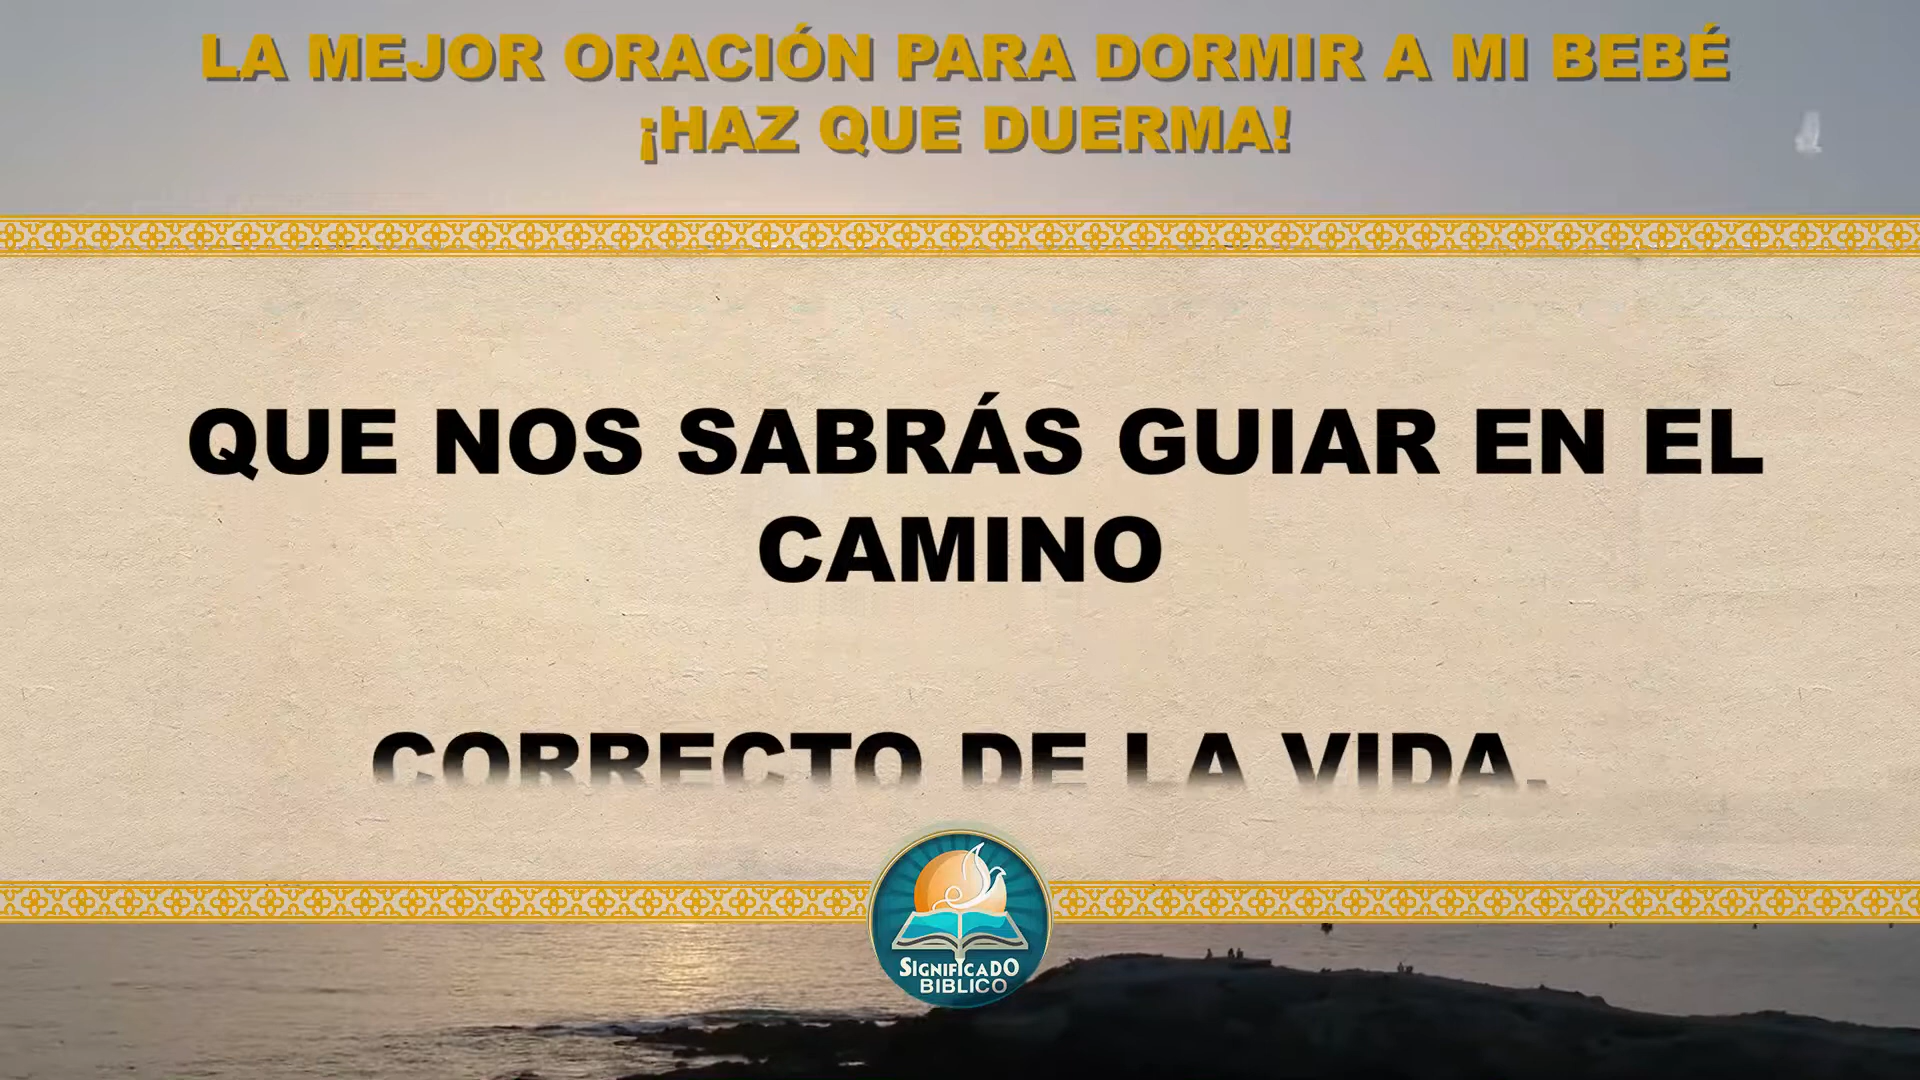 LA MEJOR ORACIÓN PARA DORMIR A MI BEBÉ
¡HAZ QUE DUERMA!
QUE NOS SABRÁS GUIAR EN EL
CAMINO
CORRECTO DE LA VIDA.
SIGNIFICADO
BIBLICO